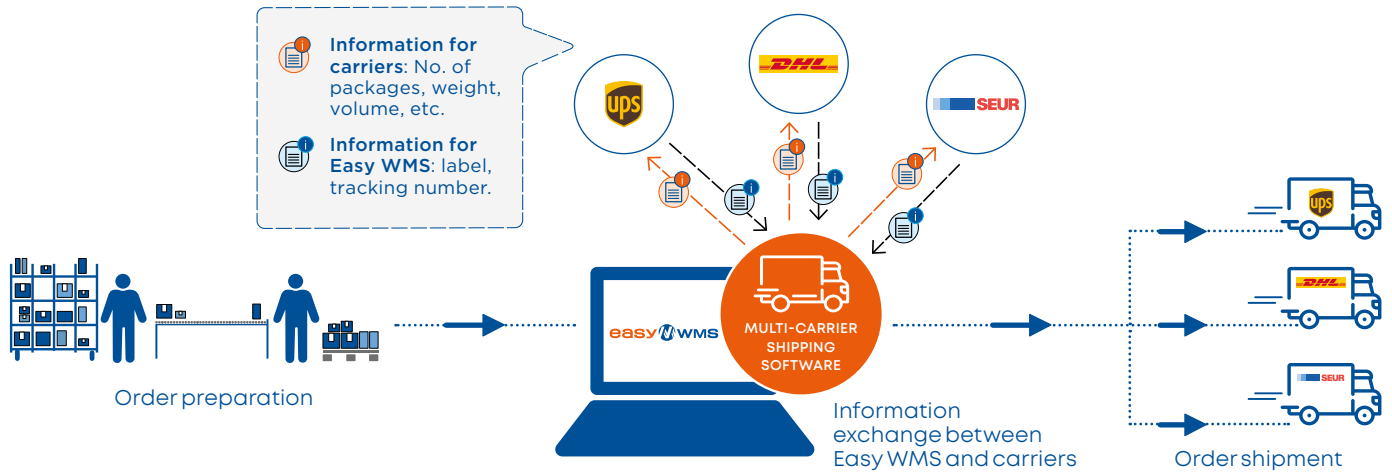 Information for
carriers: No. of
packages, weight,
volume, etc.
Information for
Easy WMS: label,
tracking number.
ups
DHL
SEUR
easy WMS
MULTI-CARRIER
SHIPPING
SOFTWARE
ups
DHL
SEUR
Order preparation
Information
exchange between
Easy WMS and carriers
Order shipment